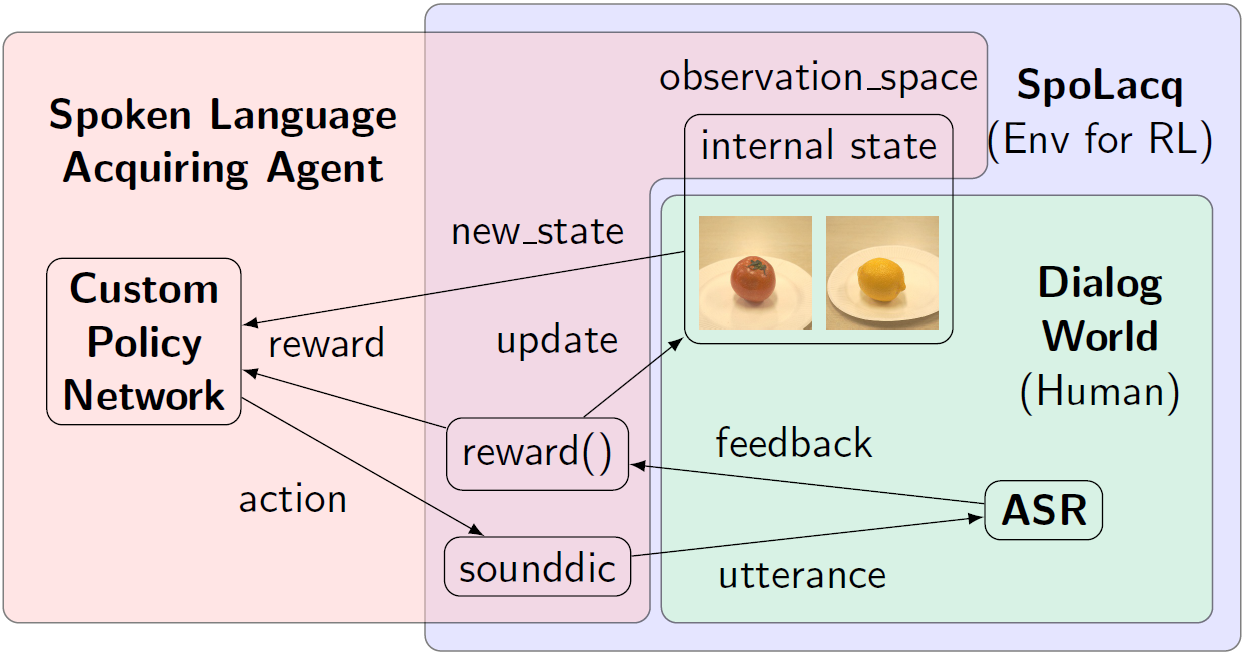 observation_space
SpoLacq
(Env for RL)
Spoken Language
Acquiring Agent
internal state
new_state
Custom
Policy
Network
reward
update
Dialog
World
(Human)
reward()
feedback
action
ASR
sounddic
utterance